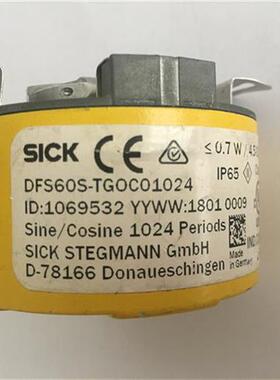 SICK CE ≤ 0.7 W
DFS60S-TGOC01024 IP65
ID:1069532 YYWW:1801 0009
Sine/Cosine 1024 Periods
SICK STEGMANN GmbH
D-78166 Donaueschingen
Made in
Germany